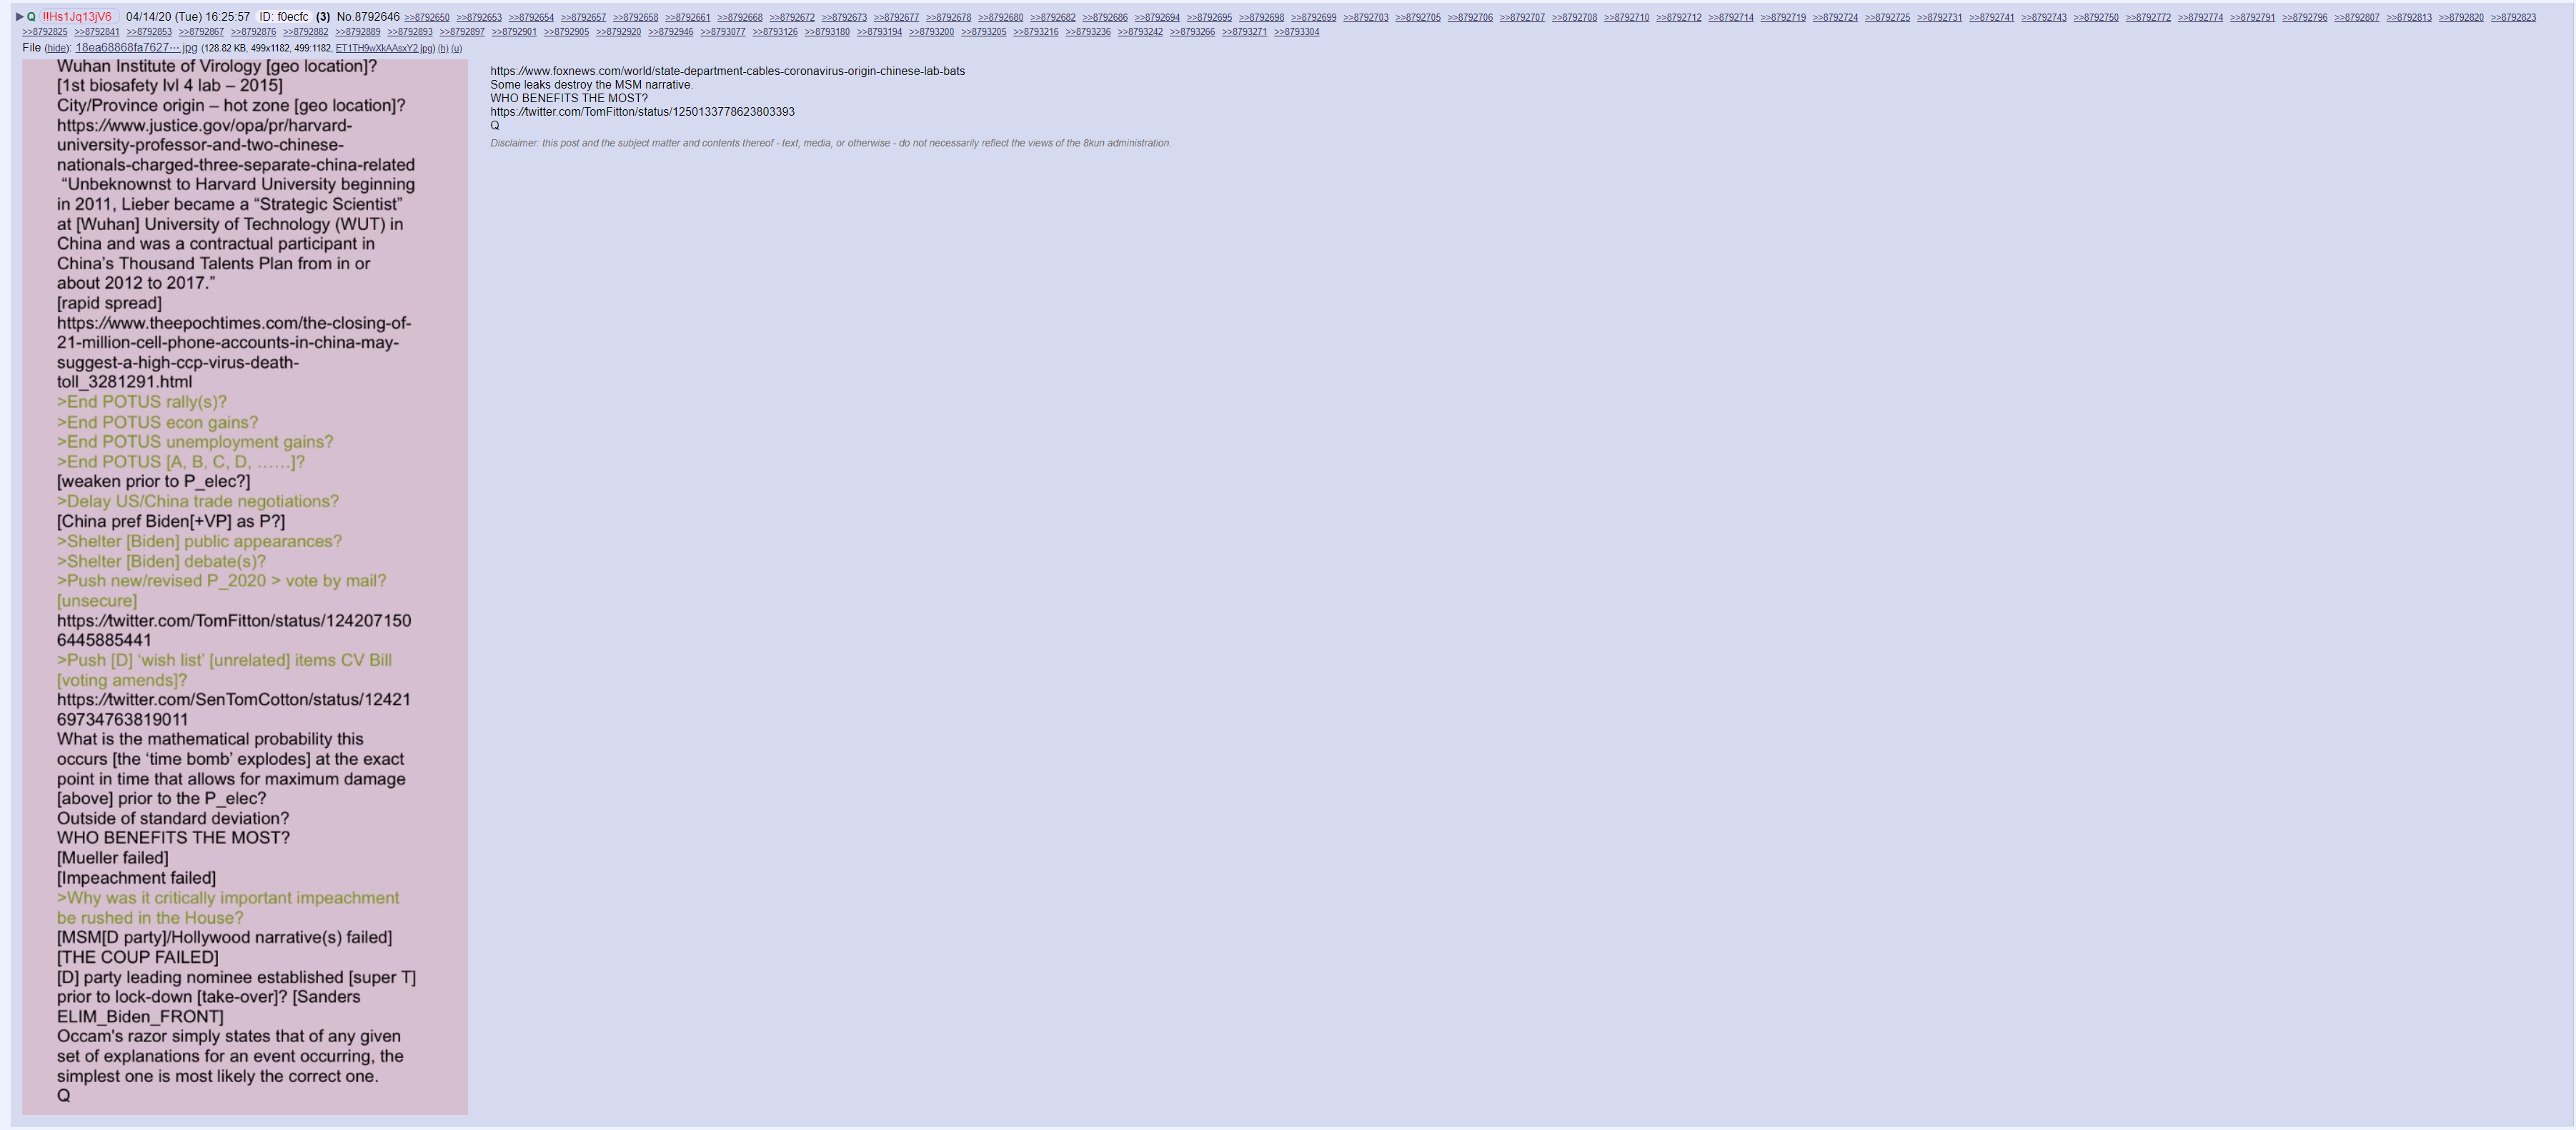 ▶ Q !!Hs1Jq13jV6 04/14/20 (Tue) 16:25:57 ID: f0ecfc (3) No.8792646 >>8792650 >>8792653 >>8792654 >>8792657 >>8792658 >>8792661 >>8792668 >>8792672 >>8792673 >>8792677 >>8792678 >>8792680 >>8792682 >>8792686 >>8792694 >>8792695 >>8792698 >>8792699 >>8792703 >>8792705 >>8792706 >>8792707 >>8792708 >>8792710 >>8792712 >>8792714 >>8792719 >>8792724 >>8792725 >>8792731 >>8792741 >>8792743 >>8792750 >>8792772 >>8792774 >>8792791 >>8792796 >>8792807 >>8792813 >>8792820 >>8792823
>>8792825 >>8792841 >>8792853 >>8792867 >>8792876 >>8792882 >>8792889 >>8792893 >>8792897 >>8792901 >>8792905 >>8792920 >>8792946 >>8793077 >>8793126 >>8793180 >>8793194 >>8793200 >>8793205 >>8793216 >>8793236 >>8793242 >>8793266 >>8793271 >>8793304
File (hide): 18ea68868fa7627⋯.jpg (128.82 KB, 499x1182, 499:1182, ET1TH9wXkAAsxY2.jpg) (h) (u)
Wuhan Institute of Virology [geo location]?
[1st biosafety lvl 4 lab – 2015]
City/Province origin – hot zone [geo location]?
https://www.justice.gov/opa/pr/harvard-
university-professor-and-two-chinese-
nationals-charged-three-separate-china-related
“Unbeknownst to Harvard University beginning
in 2011, Lieber became a “Strategic Scientist”
at [Wuhan] University of Technology (WUT) in
China and was a contractual participant in
China’s Thousand Talents Plan from in or
about 2012 to 2017.”
[rapid spread]
https://www.theepochtimes.com/the-closing-of-
21-million-cell-phone-accounts-in-china-may-
suggest-a-high-ccp-virus-death-
toll_3281291.html
>End POTUS rally(s)?
>End POTUS econ gains?
>End POTUS unemployment gains?
>End POTUS [A, B, C, D, ……]?
[weaken prior to P_elec?]
>Delay US/China trade negotiations?
[China pref Biden[+VP] as P?]
>Shelter [Biden] public appearances?
>Shelter [Biden] debate(s)?
>Push new/revised P_2020 > vote by mail?
[unsecure]
https://twitter.com/TomFitton/status/124207150
6445885441
>Push [D] ‘wish list’ [unrelated] items CV Bill
[voting amends]?
https://twitter.com/SenTomCotton/status/12421
69734763819011
What is the mathematical probability this
occurs [the ‘time bomb’ explodes] at the exact
point in time that allows for maximum damage
[above] prior to the P_elec?
Outside of standard deviation?
WHO BENEFITS THE MOST?
[Mueller failed]
[Impeachment failed]
>Why was it critically important impeachment
be rushed in the House?
[MSM[D party]/Hollywood narrative(s) failed]
[THE COUP FAILED]
[D] party leading nominee established [super T]
prior to lock-down [take-over]? [Sanders
ELIM_Biden_FRONT]
Occam's razor simply states that of any given
set of explanations for an event occurring, the
simplest one is most likely the correct one.
Q
https://www.foxnews.com/world/state-department-cables-coronavirus-origin-chinese-lab-bats
Some leaks destroy the MSM narrative.
WHO BENEFITS THE MOST?
https://twitter.com/TomFitton/status/1250133778623803393
Q
Disclaimer: this post and the subject matter and contents thereof - text, media, or otherwise - do not necessarily reflect the views of the 8kun administration.